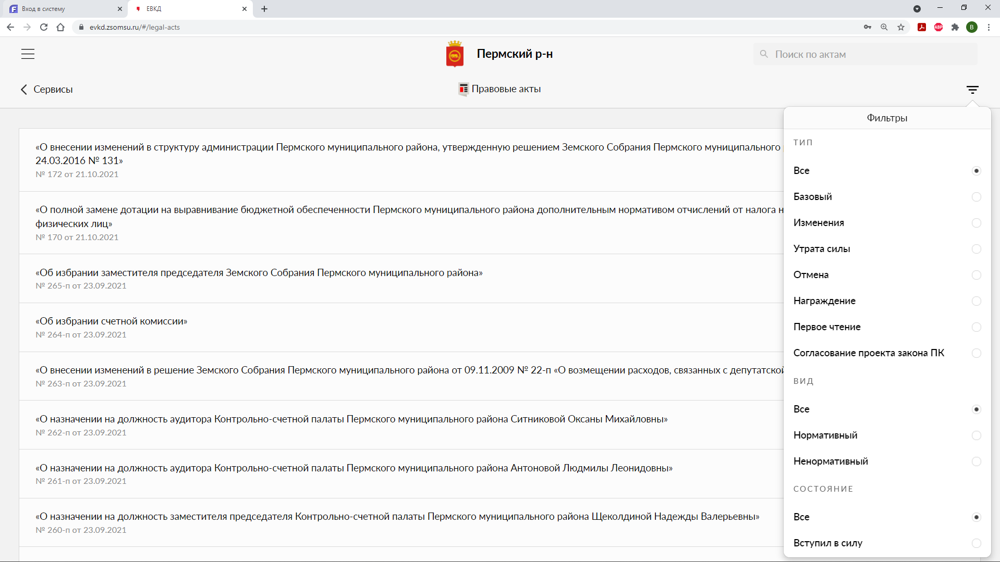 Вход в систему
ЕВКД
evkd.zsomsu.ru/#/legal-acts
ABP
B
Пермский р-н
Поиск по актам
Сервисы
Правовые акты
«О внесении изменений в структуру администрации Пермского муниципального района, утвержденную решением Земского Собрания Пермского муниципального
24.03.2016 № 131»
№ 172 от 21.10.2021
«О полной замене дотации на выравнивание бюджетной обеспеченности Пермского муниципального района дополнительным нормативом отчислений от налога н
физических лиц»
№ 170 от 21.10.2021
«Об избрании заместителя председателя Земского Собрания Пермского муниципального района»
№ 265-п от 23.09.2021
«Об избрании счетной комиссии»
№ 264-п от 23.09.2021
«О внесении изменений в решение Земского Собрания Пермского муниципального района от 09.11.2009 № 22-п «О возмещении расходов, связанных с депутатской
№ 263-п от 23.09.2021
«О назначении на должность аудитора Контрольно-счетной палаты Пермского муниципального района Ситниковой Оксаны Михайловны»
№ 262-п от 23.09.2021
«О назначении на должность аудитора Контрольно-счетной палаты Пермского муниципального района Антоновой Людмилы Леонидовны»
№ 261-п от 23.09.2021
«О назначении на должность заместителя председателя Контрольно-счетной палаты Пермского муниципального района Щеколдиной Надежды Валерьевны»
№ 260-п от 23.09.2021
Фильтры
ТИП
Все
Базовый
Изменения
Утрата силы
Отмена
Награждение
Первое чтение
Согласование проекта закона ПК
ВИД
Все
Нормативный
Ненормативный
СОСТОЯНИЕ
Все
Вступил в силу